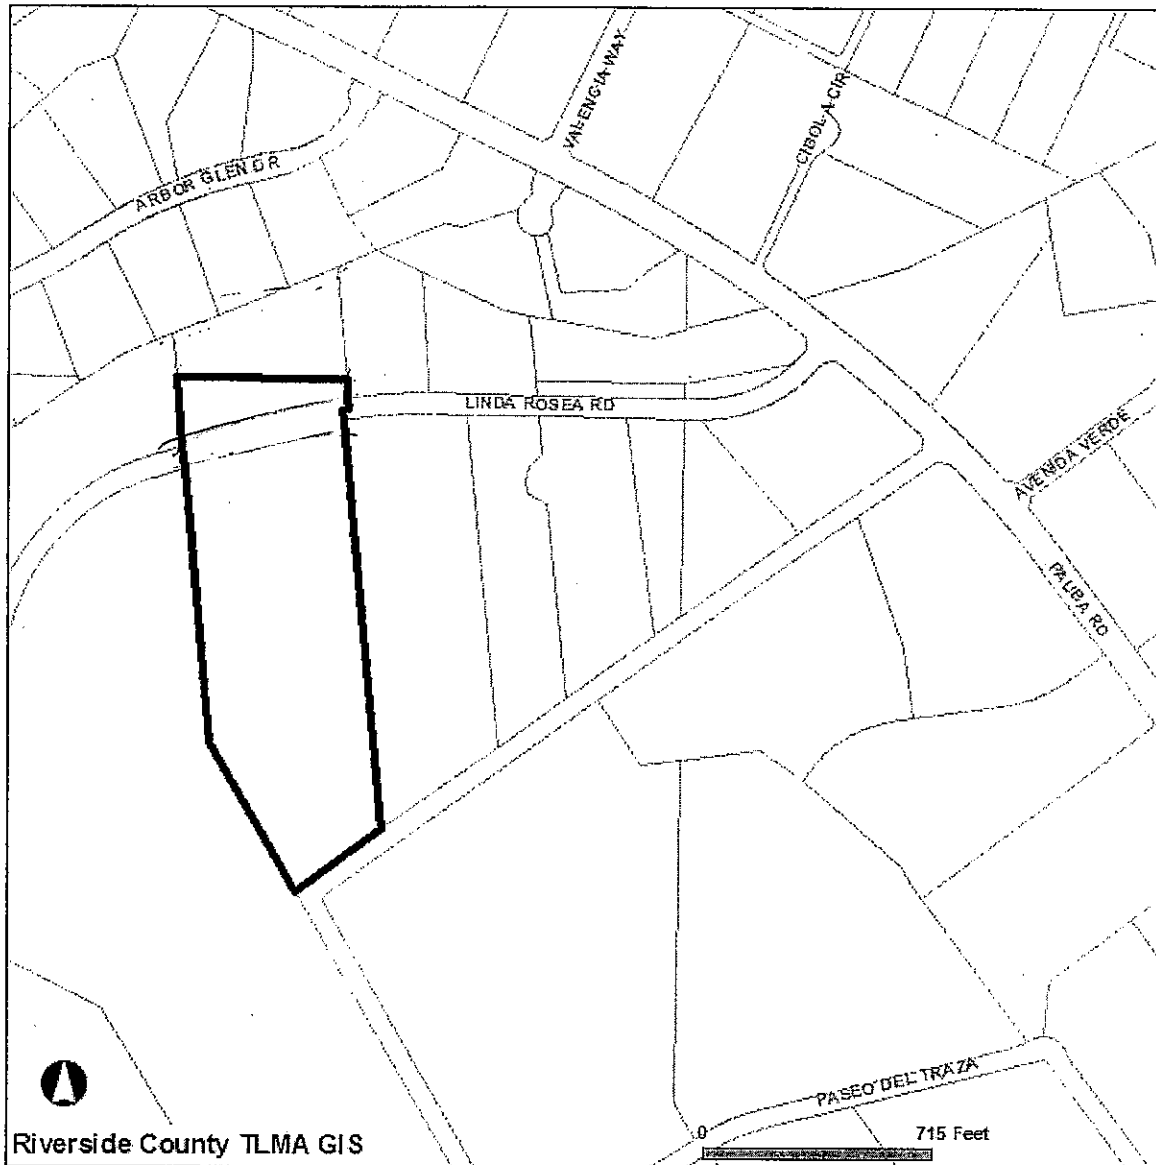 VALENCIA WAY
CIBOLA CIR
ARBOR GLEN DR
LINDA ROSEA RD
AVENIDA VERDE
PAUBA RD
PASEO DEL TRAZA
0 715 Feet
Riverside County TLMA GIS